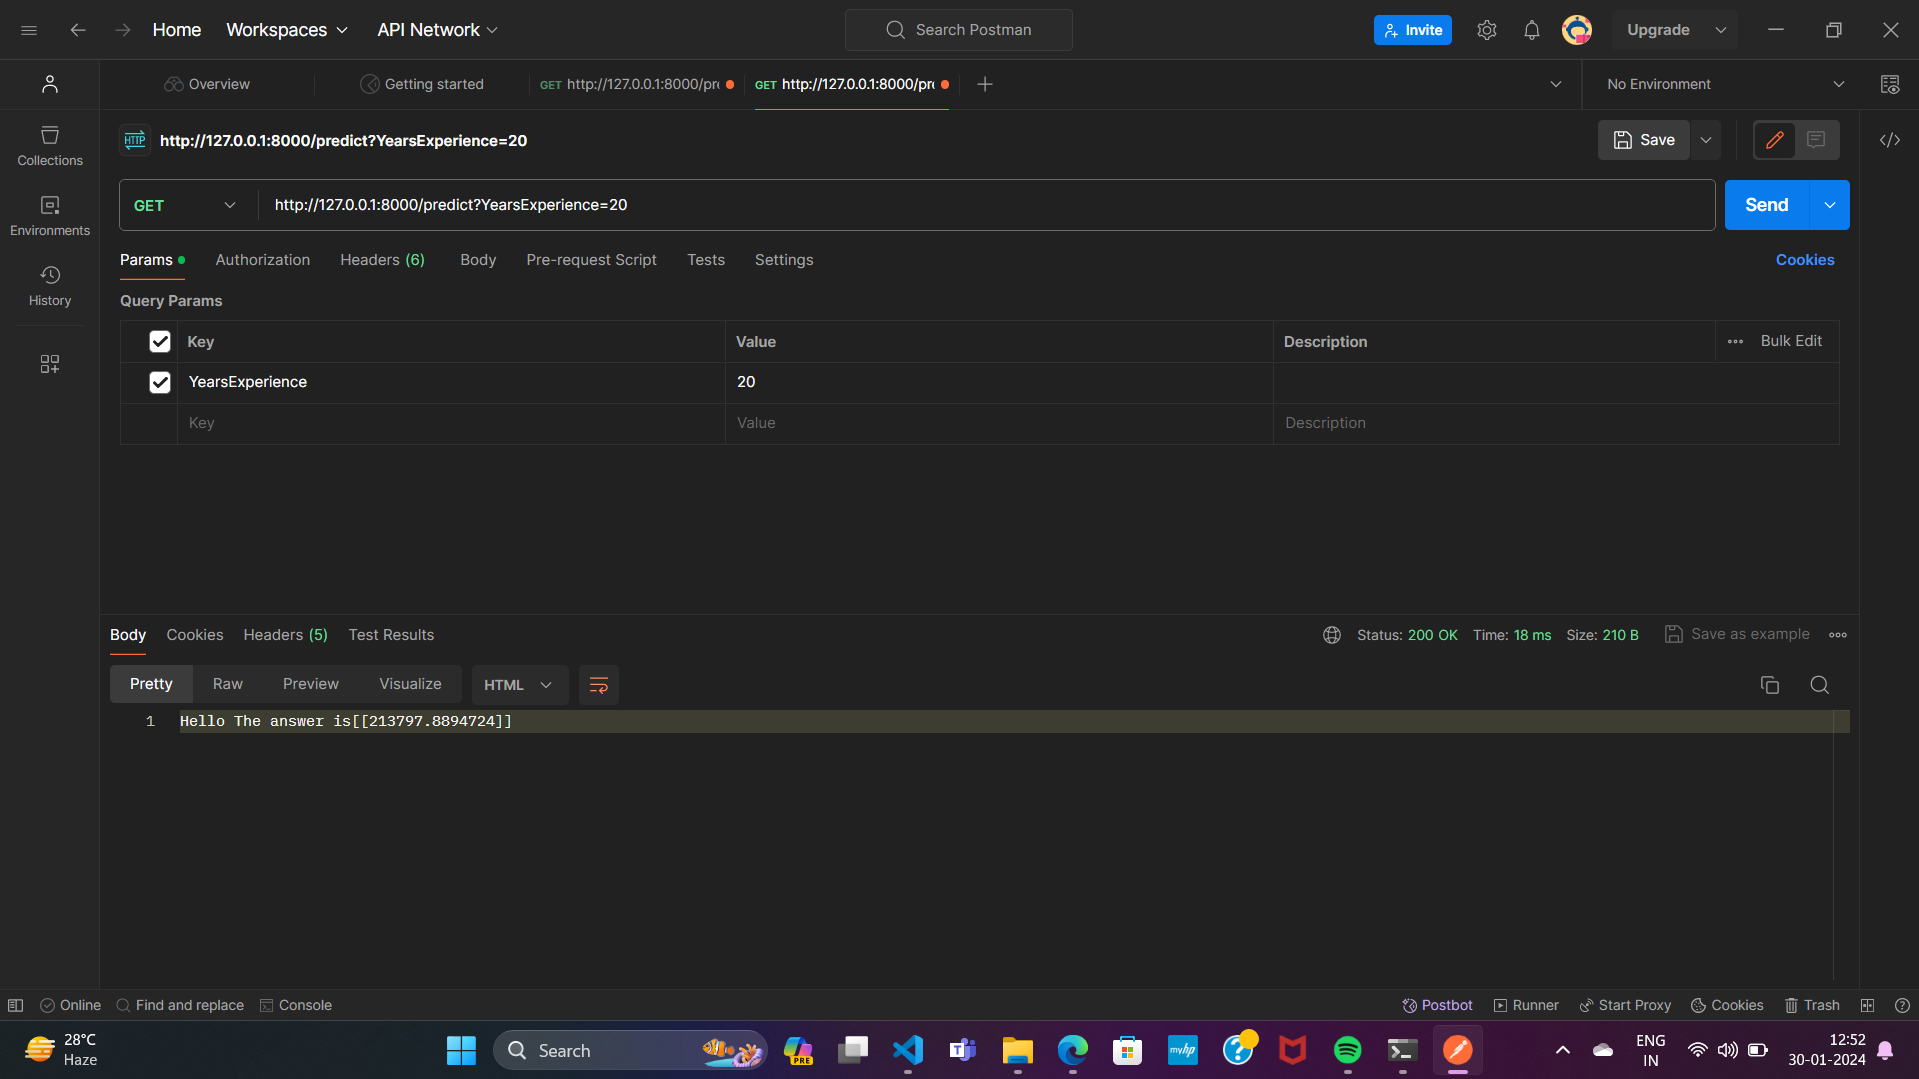 Home Workspaces API Network Search Postman Invite Upgrade
Overview Getting started GET http://127.0.0.1:8000/pre GET http://127.0.0.1:8000/pre No Environment
HTTP http://127.0.0.1:8000/predict?YearsExperience=20 Save
Collections
GET http://127.0.0.1:8000/predict?YearsExperience=20 Send
Environments
Params Authorization Headers (6) Body Pre-request Script Tests Settings Cookies
History
Query Params
Key Value Description Bulk Edit
YearsExperience 20
Key Value Description
Body Cookies Headers (5) Test Results Status: 200 OK Time: 18 ms Size: 210 B Save as example
Pretty Raw Preview Visualize HTML
1 Hello The answer is[[213797.8894724]]
Online Find and replace Console Postbot Runner Start Proxy Cookies Trash
28°C
Haze
Search
PRE
myhp
ENG
IN
12:52
30-01-2024